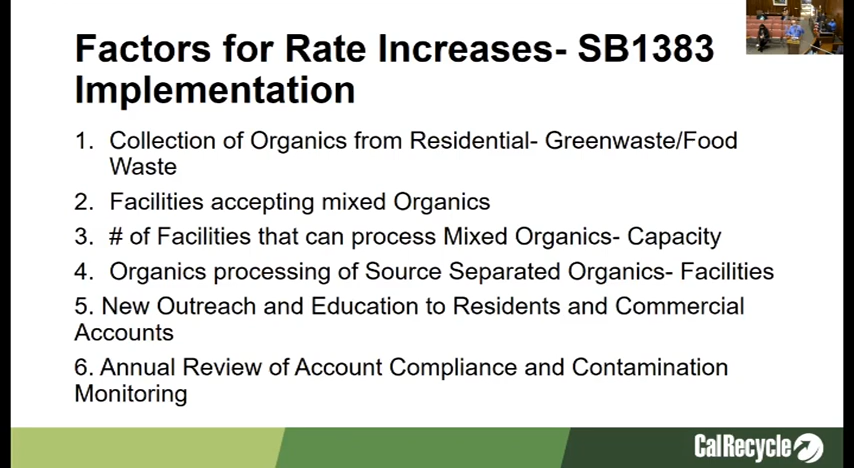 Factors for Rate Increases- SB1383
Implementation
1. Collection of Organics from Residential- Greenwaste/Food
Waste
2. Facilities accepting mixed Organics
3. # of Facilities that can process Mixed Organics- Capacity
4. Organics processing of Source Separated Organics- Facilities
5. New Outreach and Education to Residents and Commercial
Accounts
6. Annual Review of Account Compliance and Contamination
Monitoring
CalRecycle